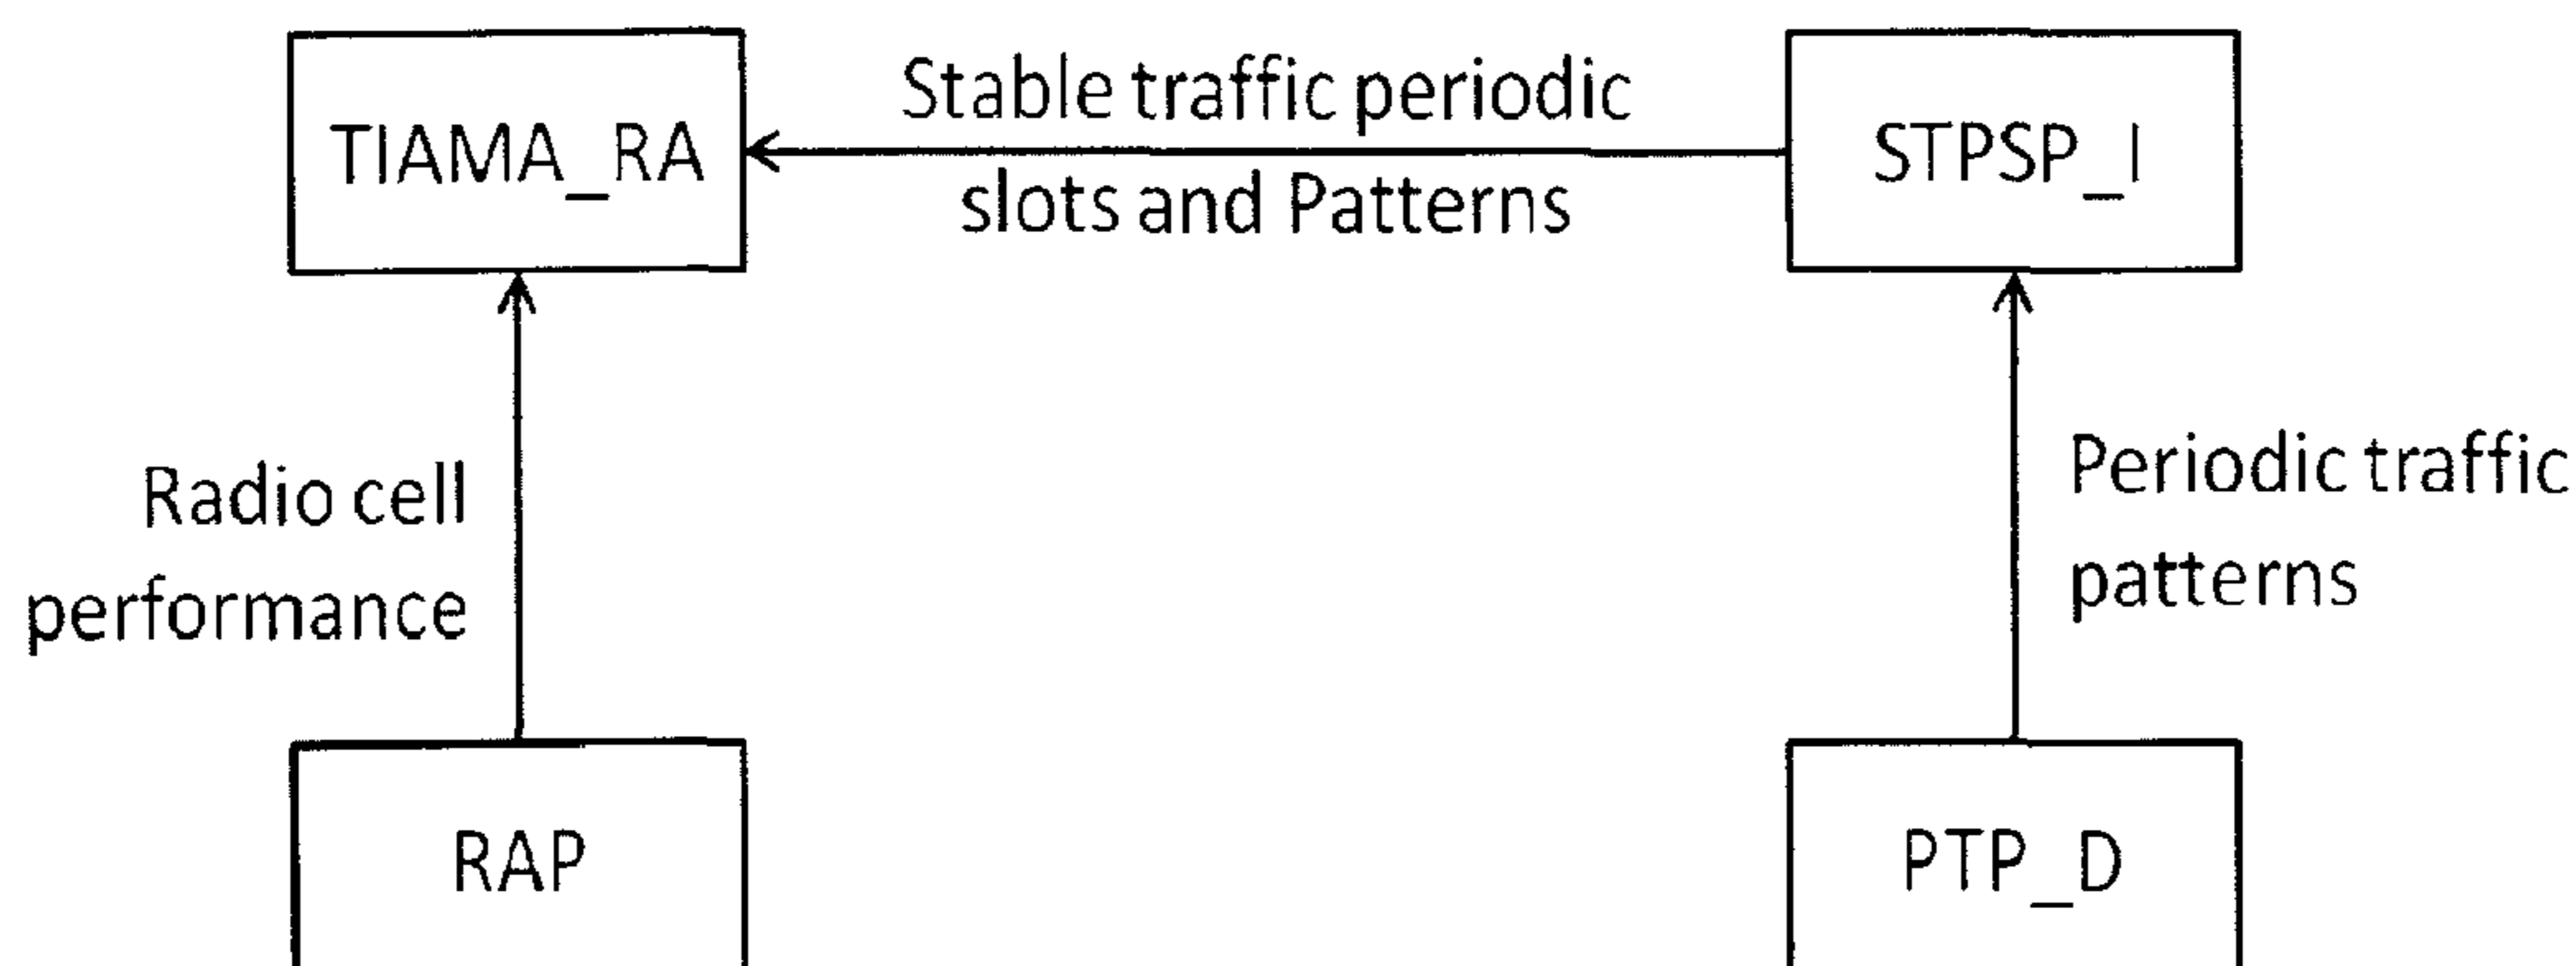 TIAMA_RA
Stable traffic periodic
slots and Patterns
STPSP_I
Radio cell
performance
Periodic traffic
patterns
RAP
PTP_D